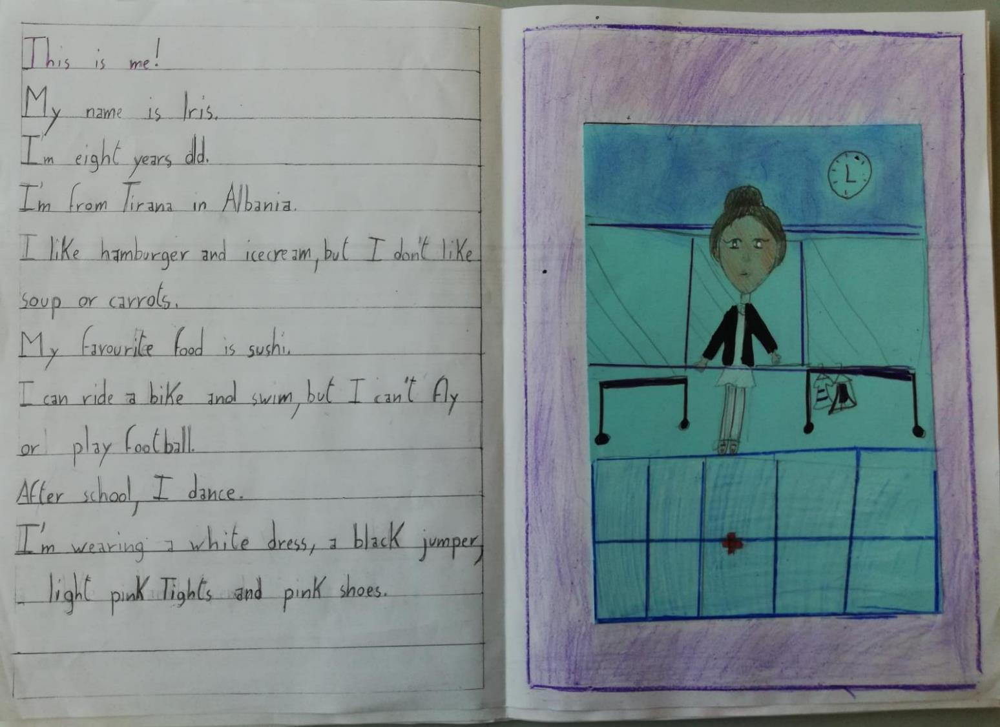 This is me!
My name is Iris.
I'm eight years old.
I'm from Tirana in Albania.
I like hamburger and icecream, but I don't like
soup or carrots.
My favourite food is sushi.
I can ride a bike and swim, but I can't fly
or play football.
After school, I dance.
I'm wearing a white dress, a black jumper,
light pink Tights and pink shoes.